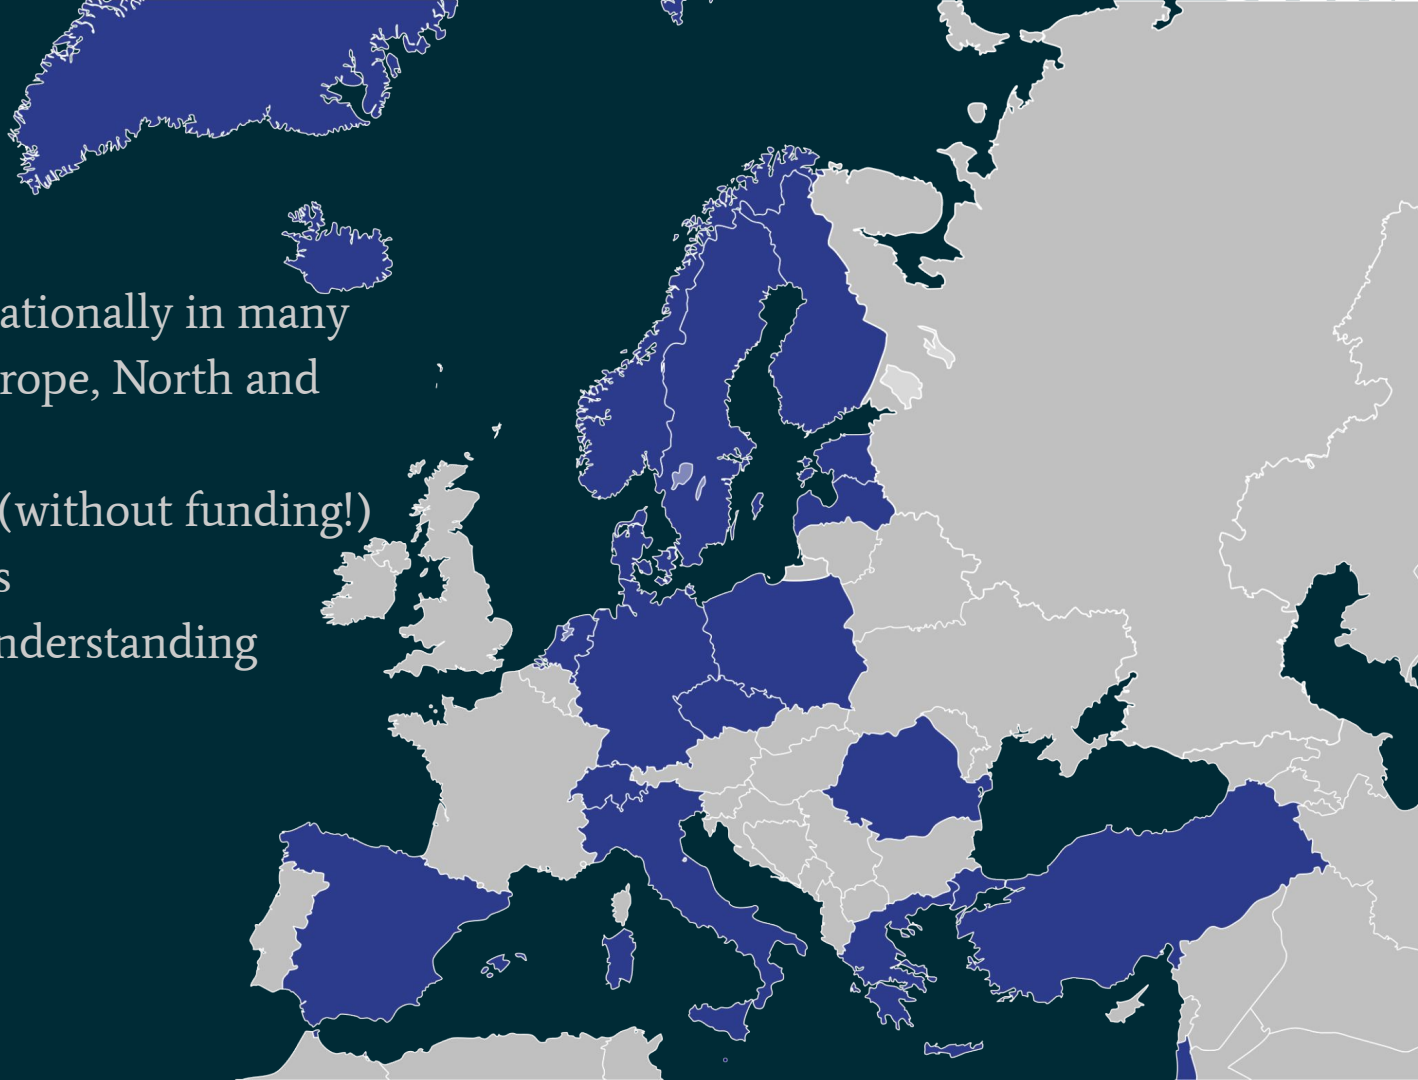 ationally in many
rope, North and
(without funding!)
s
nderstanding